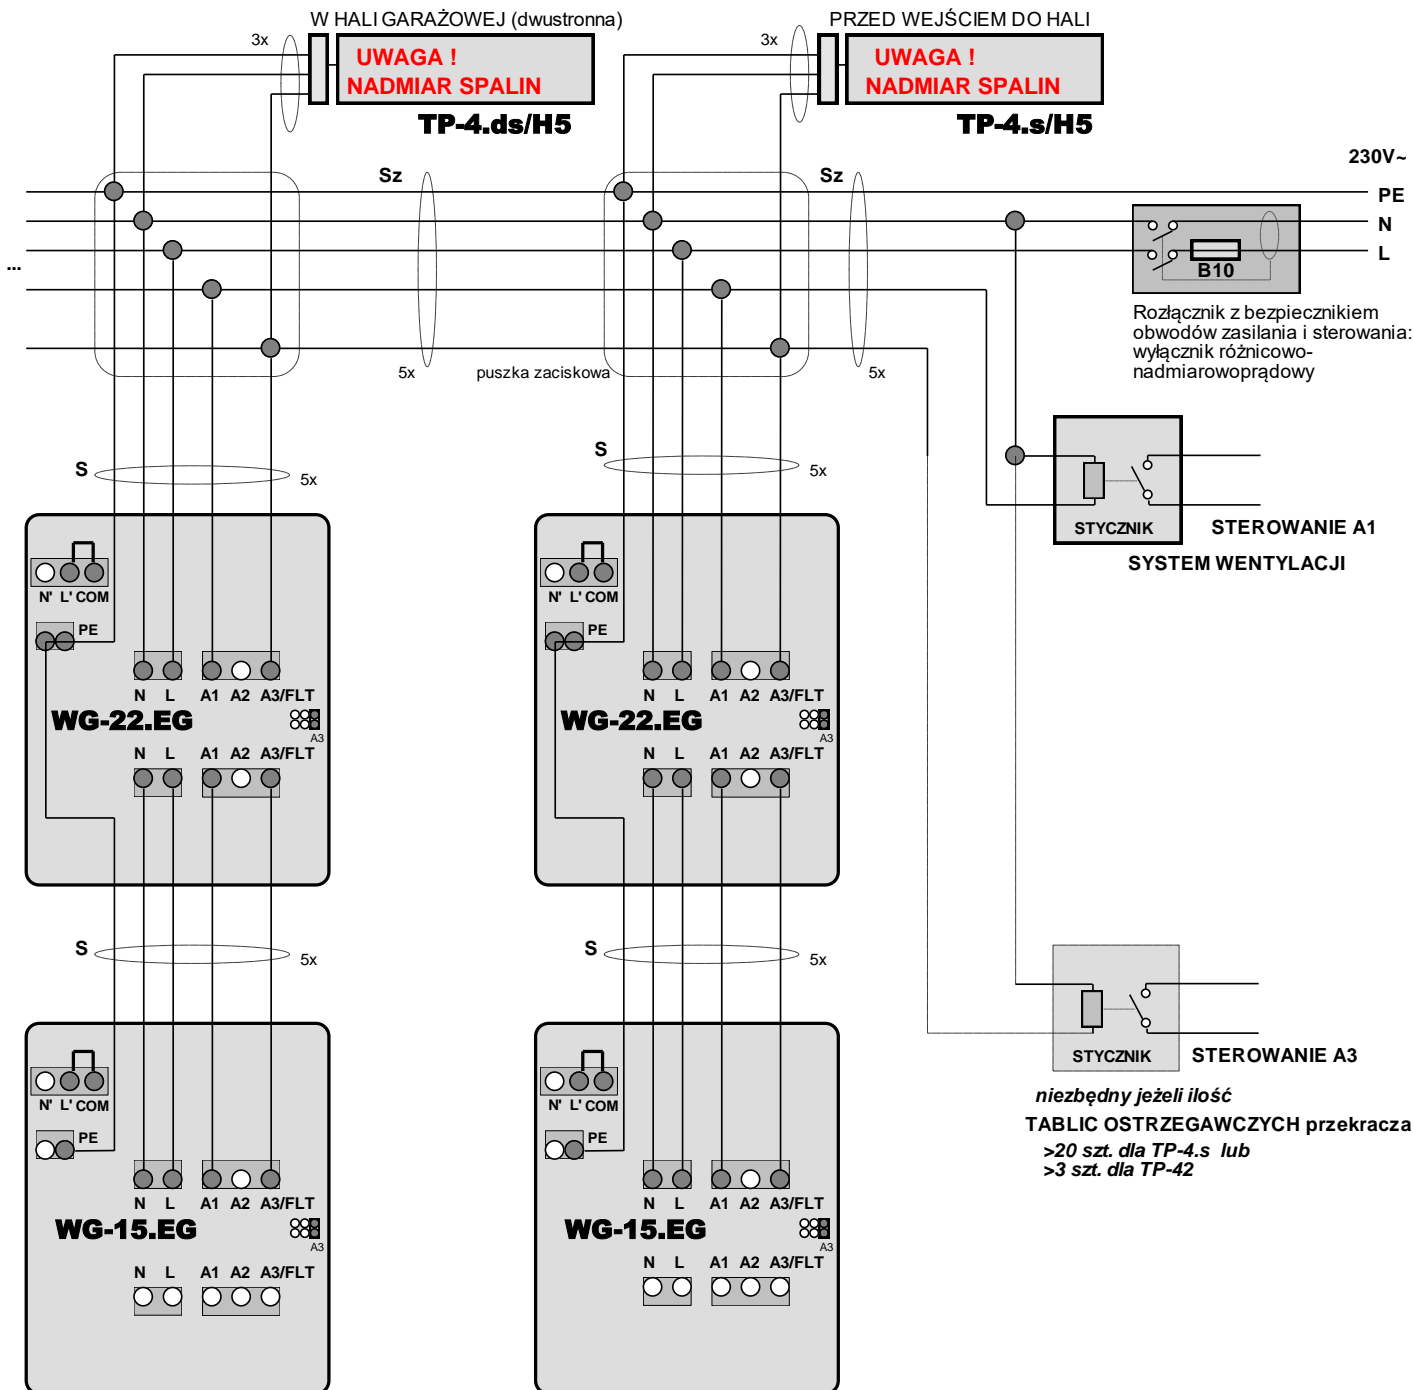 W HALI GARAŻOWEJ (dwustronna)
PRZED WEJŚCIEM DO HALI
3x
UWAGA !
NADMIAR SPALIN
3x
UWAGA !
NADMIAR SPALIN
TP-4.ds/H5
TP-4.s/H5
230V~
Sz
Sz
PE
N
L
...
B10
Rozłącznik z bezpiecznikiem
obwodów zasilania i sterowania:
wyłącznik różnicowo-
nadmiarowoprądowy
5x
puszka zaciskowa
5x
S
5x
S
5x
STYCZNIK
STEROWANIE A1
SYSTEM WENTYLACJI
N' L' COM
PE
N L A1 A2 A3/FLT
WG-22.EG
A3
N L A1 A2 A3/FLT
N' L' COM
PE
N L A1 A2 A3/FLT
WG-22.EG
A3
N L A1 A2 A3/FLT
S
5x
S
5x
STYCZNIK
STEROWANIE A3
niezbędny jeżeli ilość
TABLIC OSTRZEGAWCZYCH przekracza
>20 szt. dla TP-4.s lub
>3 szt. dla TP-42
N' L' COM
PE
N L A1 A2 A3/FLT
WG-15.EG
A3
N L A1 A2 A3/FLT
N' L' COM
PE
N L A1 A2 A3/FLT
WG-15.EG
A3
N L A1 A2 A3/FLT